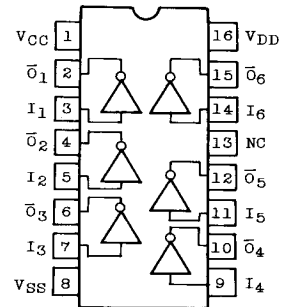 VCC 1 16 VDD
Ō1 2 15 Ō6
I1 3 14 I6
Ō2 4 13 NC
I2 5 12 Ō5
Ō3 6 11 I5
I3 7 10 Ō4
VSS 8 9 I4